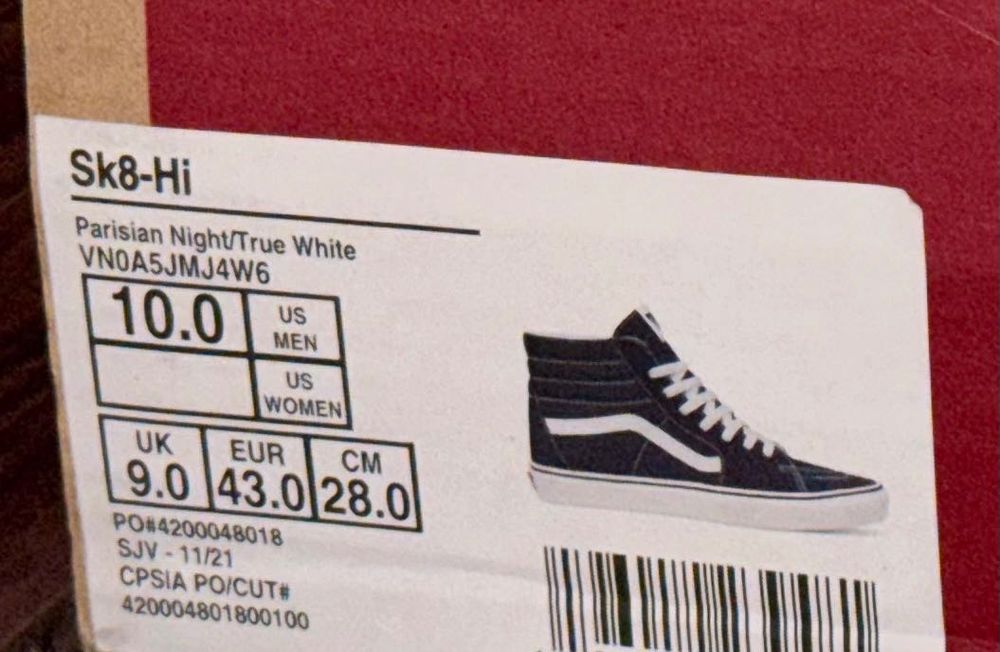 Sk8-Hi
Parisian Night/True White
VN0A5JMJ4W6
10.0 US MEN
US WOMEN
UK EUR CM
9.0 43.0 28.0
PO#4200048018
SJV - 11/21
CPSIA PO/CUT#
420004801800100